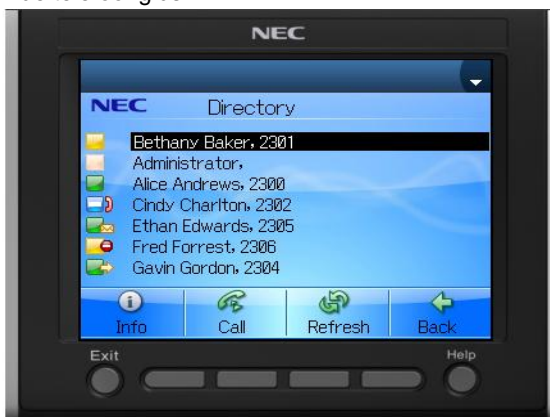 NEC
NEC Directory
Bethany Baker, 2301
Administrator,
Alice Andrews, 2300
Cindy Charlton, 2302
Ethan Edwards, 2305
Fred Forrest, 2306
Gavin Gordon, 2304
Info Call Refresh Back
Exit Help